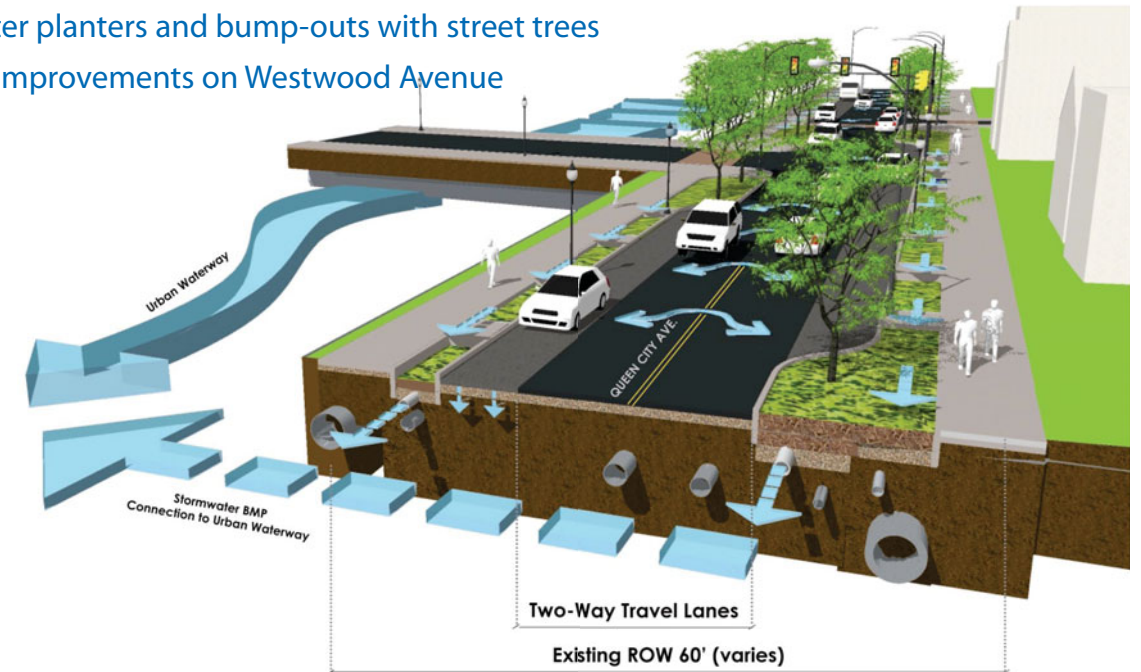 ter planters and bump-outs with street trees
mprovements on Westwood Avenue
Urban Waterway
QUEEN CITY AVE.
Stormwater BMP
Connection to Urban Waterway
Two-Way Travel Lanes
Existing ROW 60' (varies)